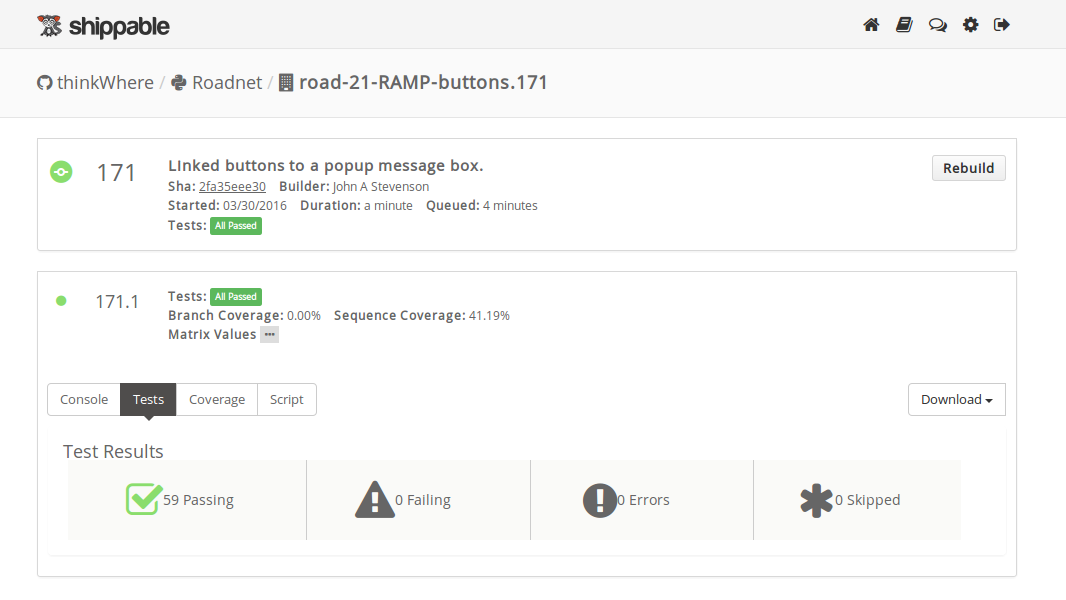 shippable
thinkWhere / Roadnet / road-21-RAMP-buttons.171
171
Linked buttons to a popup message box.
Rebuild
Sha: 2fa35eee30 Builder: John A Stevenson
Started: 03/30/2016 Duration: a minute Queued: 4 minutes
Tests: All Passed
171.1
Tests: All Passed
Branch Coverage: 0.00% Sequence Coverage: 41.19%
Matrix Values •••
Console Tests Coverage Script Download
Test Results
59 Passing 0 Failing 0 Errors 0 Skipped